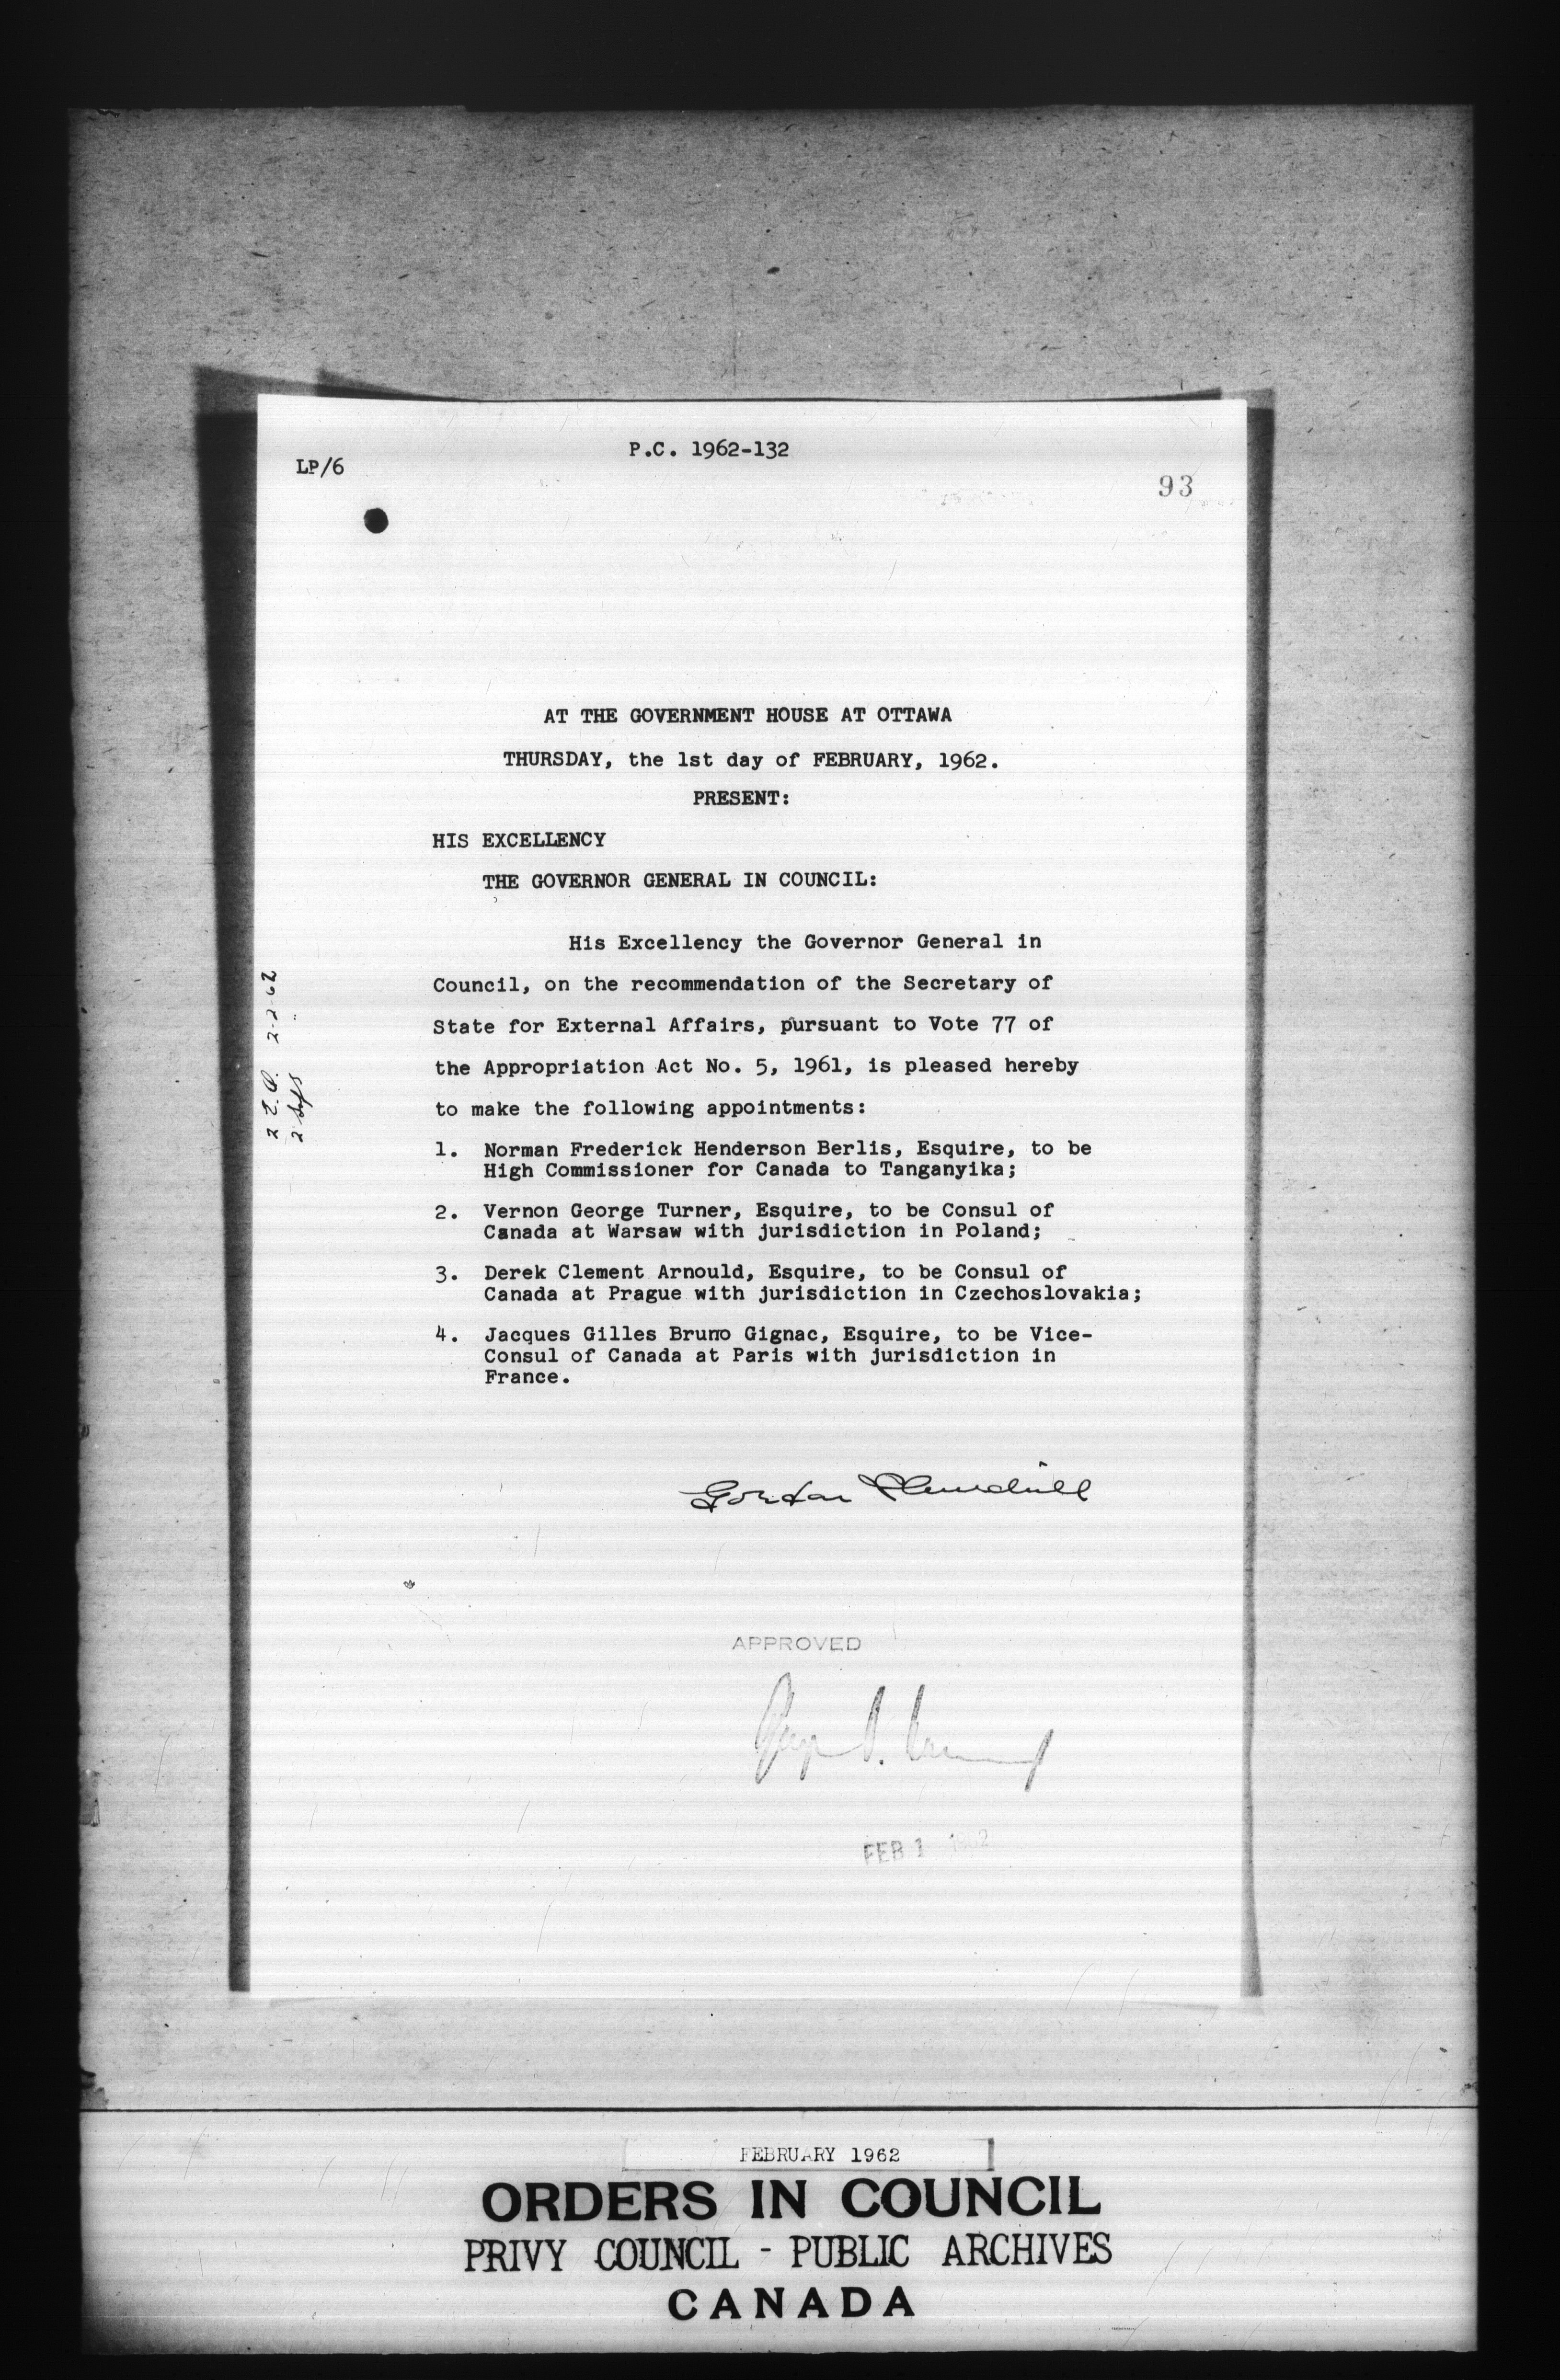 P.C. 1962-132
LP/6
93
AT THE GOVERNMENT HOUSE AT OTTAWA
THURSDAY, the 1st day of FEBRUARY, 1962.
PRESENT:
HIS EXCELLENCY
THE GOVERNOR GENERAL IN COUNCIL:
His Excellency the Governor General in
Council, on the recommendation of the Secretary of
State for External Affairs, pursuant to Vote 77 of
the Appropriation Act No. 5, 1961, is pleased hereby
to make the following appointments:
1. Norman Frederick Henderson Berlis, Esquire, to be
High Commissioner for Canada to Tanganyika;
2. Vernon George Turner, Esquire, to be Consul of
Canada at Warsaw with jurisdiction in Poland;
3. Derek Clement Arnould, Esquire, to be Consul of
Canada at Prague with jurisdiction in Czechoslovakia;
4. Jacques Gilles Bruno Gignac, Esquire, to be Vice-
Consul of Canada at Paris with jurisdiction in
France.
2-2-62
Gordon Churchill
APPROVED
FEB 1 1962
FEBRUARY 1962
ORDERS IN COUNCIL
PRIVY COUNCIL - PUBLIC ARCHIVES
CANADA